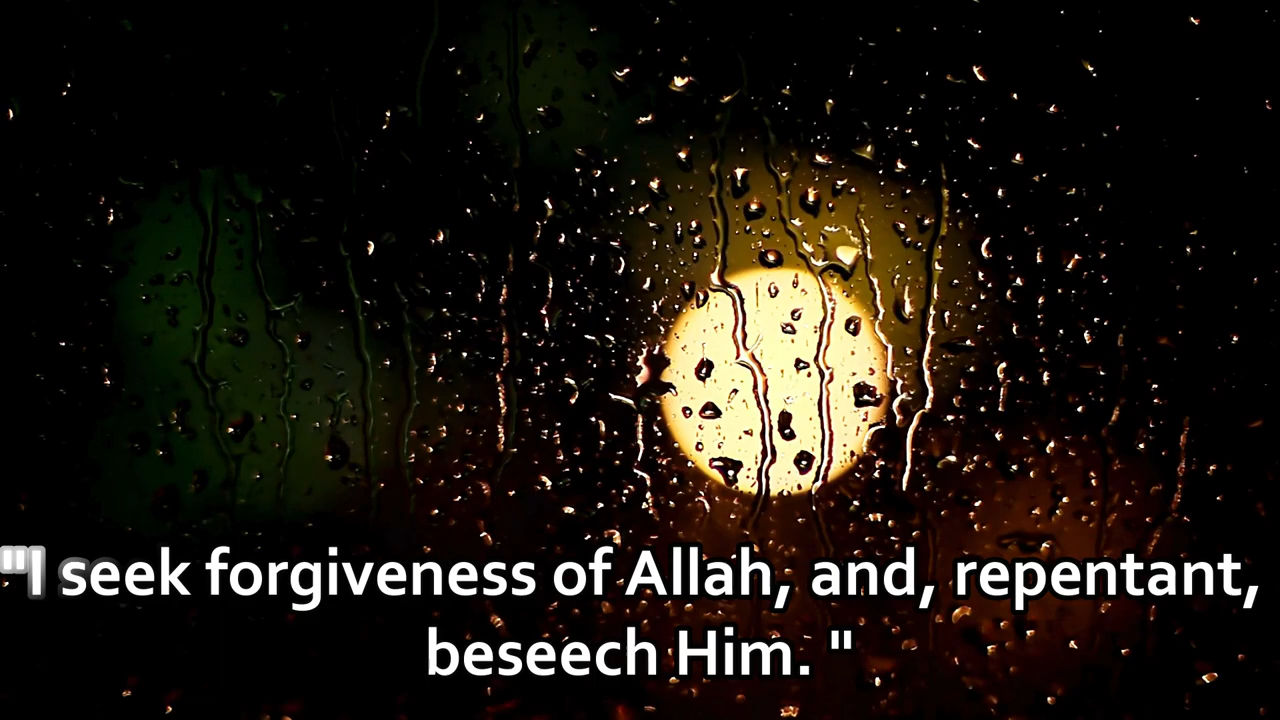 "I seek forgiveness of Allah, and, repentant,
beseech Him. "